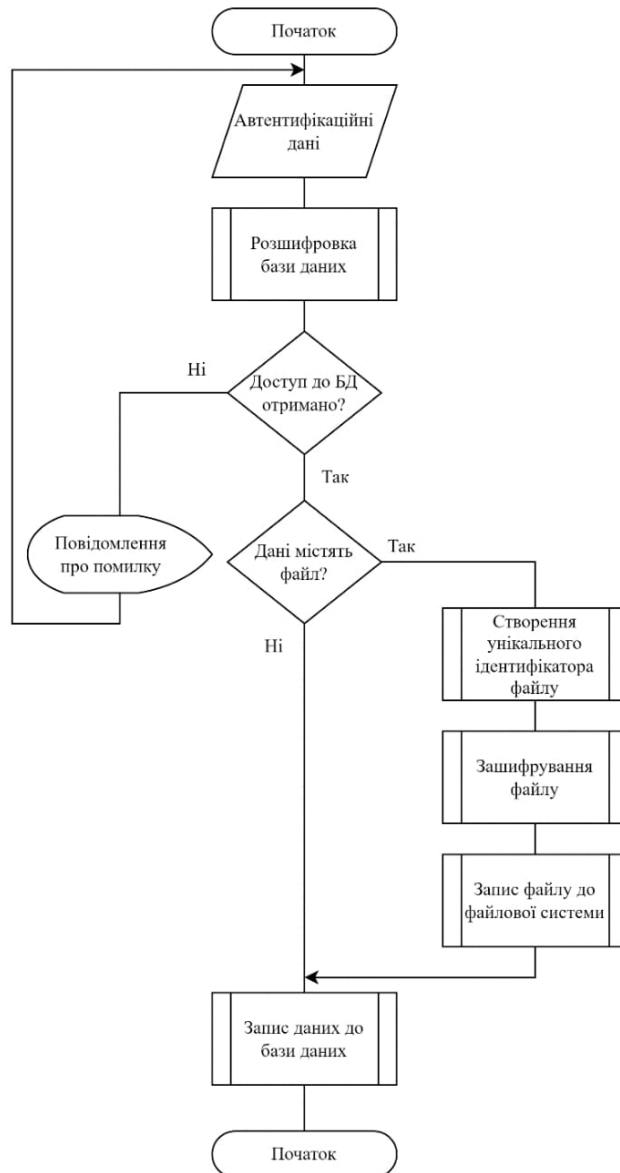 Початок
Автентифікаційні
дані
Розшифровка
бази даних
Ні
Доступ до БД
отримано?
Так
Повідомлення
про помилку
Дані містять
файл?
Так
Ні
Створення
унікального
ідентифікатора
файлу
Зашифрування
файлу
Запис файлу до
файлової системи
Запис даних до
бази даних
Початок